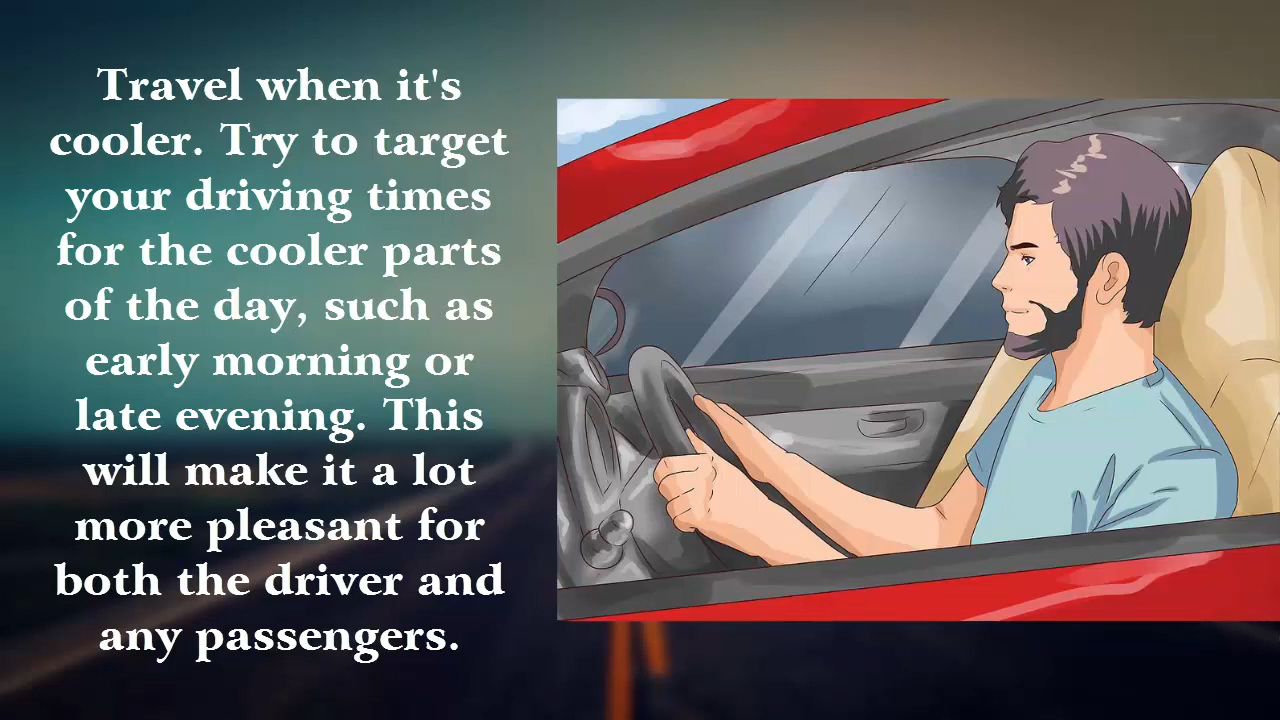 Travel when it's
cooler. Try to target
your driving times
for the cooler parts
of the day, such as
early morning or
late evening. This
will make it a lot
more pleasant for
both the driver and
any passengers.